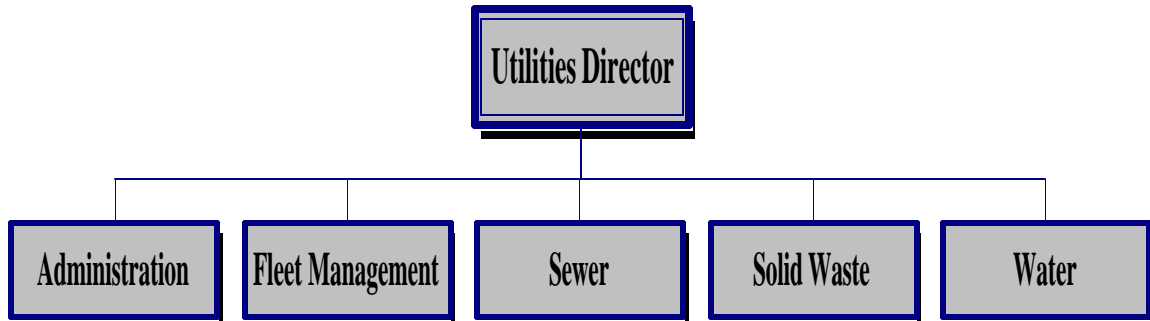 Utilities Director
Administration
Fleet Management
Sewer
Solid Waste
Water